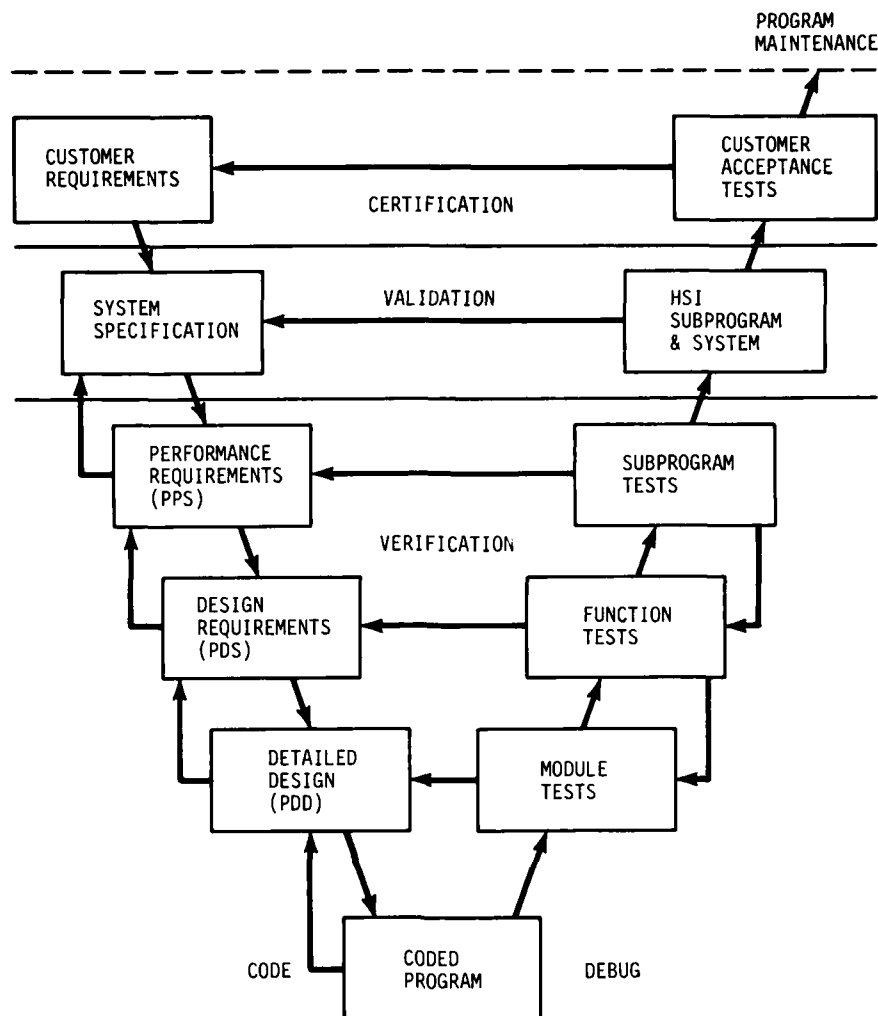 PROGRAM
MAINTENANCE
CUSTOMER
REQUIREMENTS
CUSTOMER
ACCEPTANCE
TESTS
CERTIFICATION
SYSTEM
SPECIFICATION
VALIDATION
HSI
SUBPROGRAM
& SYSTEM
PERFORMANCE
REQUIREMENTS
(PPS)
SUBPROGRAM
TESTS
VERIFICATION
DESIGN
REQUIREMENTS
(PDS)
FUNCTION
TESTS
DETAILED
DESIGN
(PDD)
MODULE
TESTS
CODE
CODED
PROGRAM
DEBUG